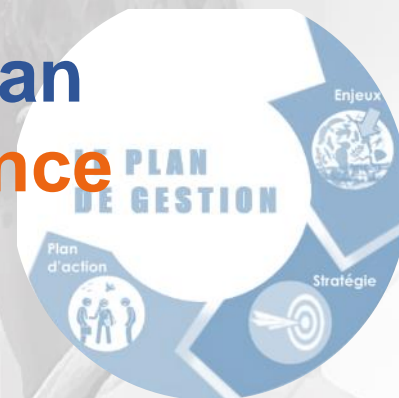 an
nce
LE PLAN
DE GESTION
Enjeux
Stratégie
Plan
d'action